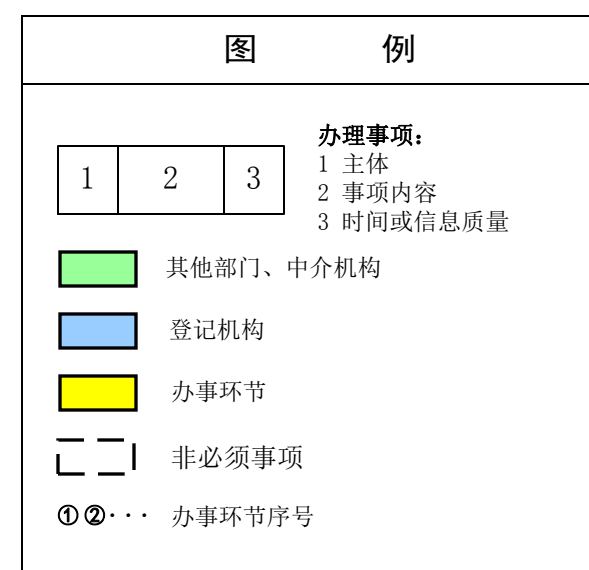 图 例
办理事项：
1 主体
1 2 3
2 事项内容
3 时间或信息质量
其他部门、中介机构
登记机构
办事环节
非必须事项
①②··· 办事环节序号